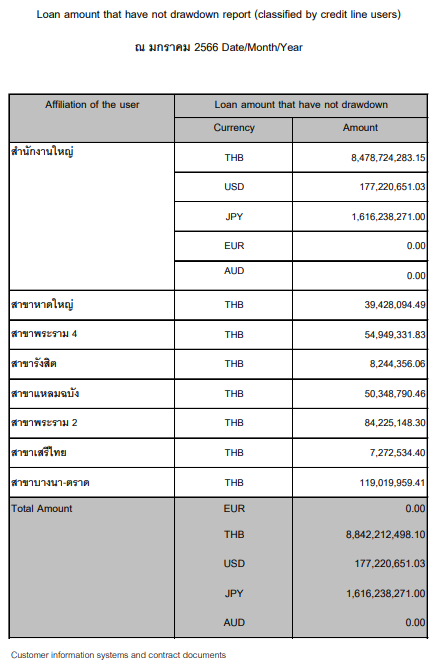 Loan amount that have not drawdown report (classified by credit line users)
ณ มกราคม 2566 Date/Month/Year
Affiliation of the user Loan amount that have not drawdown
Currency Amount
สำนักงานใหญ่ THB 8,478,724,283.15
USD 177,220,651.03
JPY 1,616,238,271.00
EUR 0.00
AUD 0.00
สาขาหาดใหญ่ THB 39,428,094.49
สาขาพระราม 4 THB 54,949,331.83
สาขารังสิต THB 8,244,356.06
สาขาแหลมฉบัง THB 50,348,790.46
สาขาพระราม 2 THB 84,225,148.30
สาขาเสรีไทย THB 7,272,534.40
สาขาบางนา-ตราด THB 119,019,959.41
Total Amount EUR 0.00
THB 8,842,212,498.10
USD 177,220,651.03
JPY 1,616,238,271.00
AUD 0.00
Customer information systems and contract documents